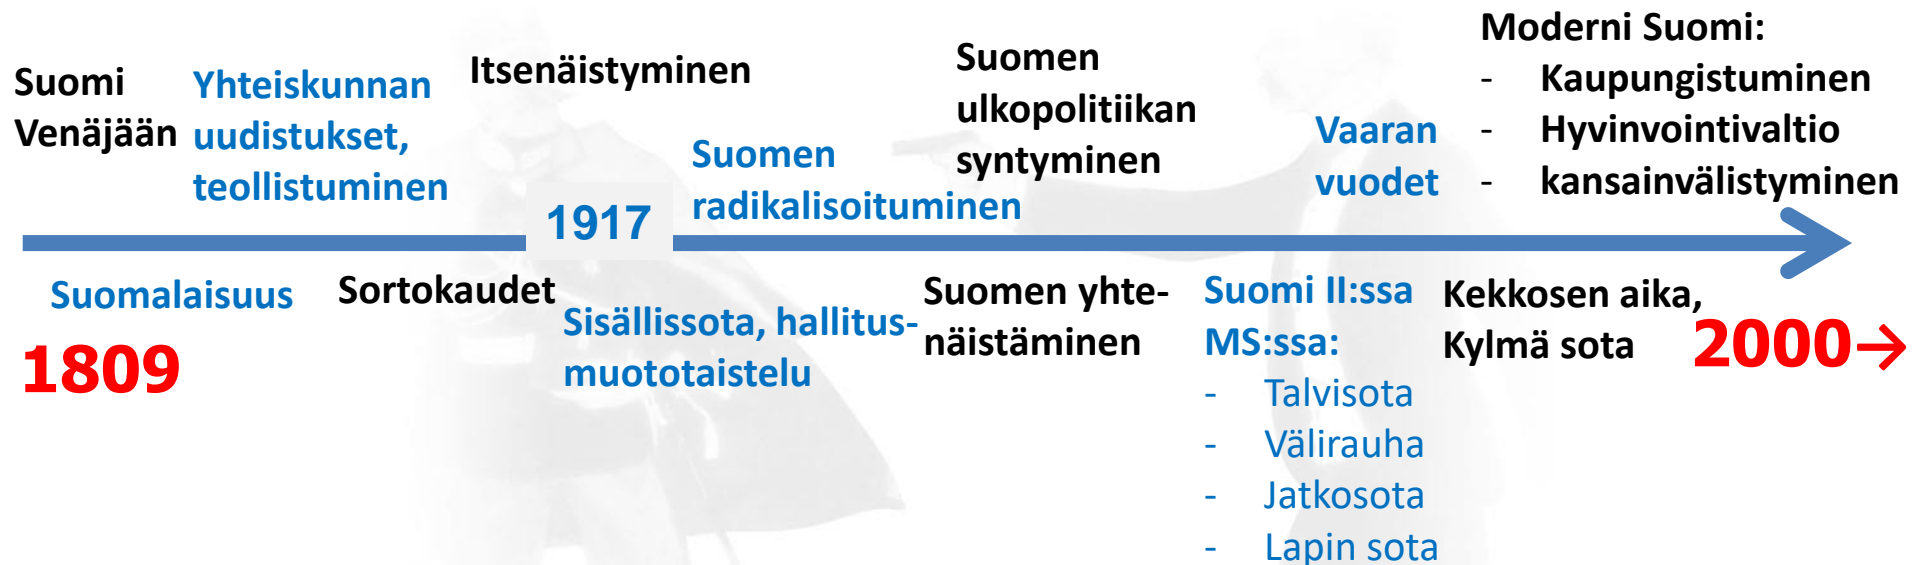 Suomi
Venäjään
Yhteiskunnan
uudistukset,
teollistuminen
Itsenäistyminen
1917
Suomen
radikalisoituminen
Suomen
ulkopolitiikan
syntyminen
Vaaran
vuodet
Moderni Suomi:
- Kaupungistuminen
- Hyvinvointivaltio
- kansainvälistyminen
Suomalaisuus
1809
Sortokaudet
Sisällissota, hallitus-
muototaistelu
Suomen yhte-
näistäminen
Suomi II:ssa
MS:ssa:
- Talvisota
- Välirauha
- Jatkosota
- Lapin sota
Kekkosen aika,
Kylmä sota
2000→